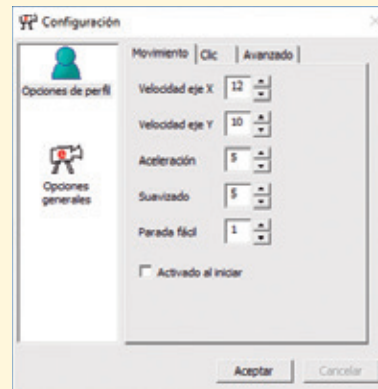 Configuración
Movimiento
Clic
Avanzado
Opciones de perfil
Opciones generales
Velocidad eje X 12
Velocidad eje Y 10
Aceleración 5
Suavizado 5
Parada fácil 1
Activado al iniciar
Aceptar
Cancelar